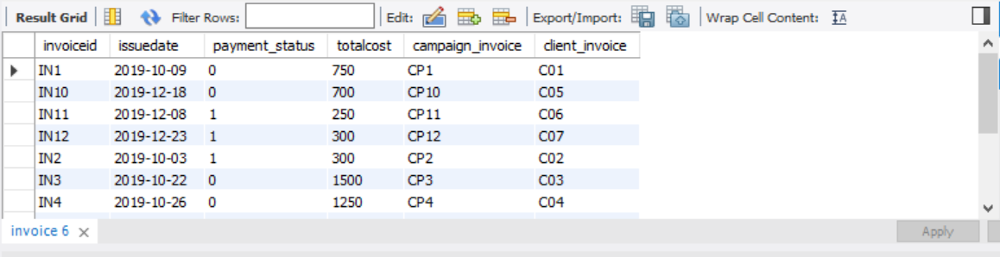 Result Grid Filter Rows: Edit: Export/Import: Wrap Cell Content: IA
invoiceid issuedate payment_status totalcost campaign_invoice client_invoice
IN1 2019-10-09 0 750 CP1 C01
IN10 2019-12-18 0 700 CP10 C05
IN11 2019-12-08 1 250 CP11 C06
IN12 2019-12-23 1 300 CP12 C07
IN2 2019-10-03 1 300 CP2 C02
IN3 2019-10-22 0 1500 CP3 C03
IN4 2019-10-26 0 1250 CP4 C04
invoice 6 × Apply